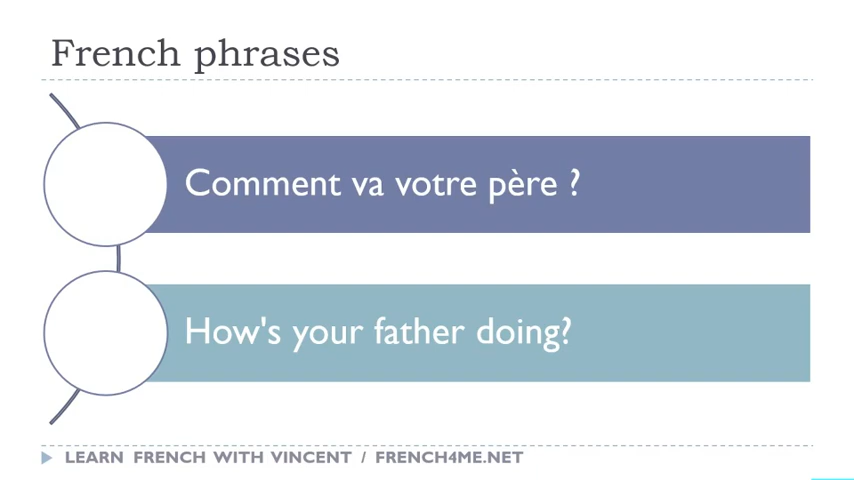 French phrases
Comment va votre père ?
How's your father doing?
LEARN FRENCH WITH VINCENT / FRENCH4ME.NET